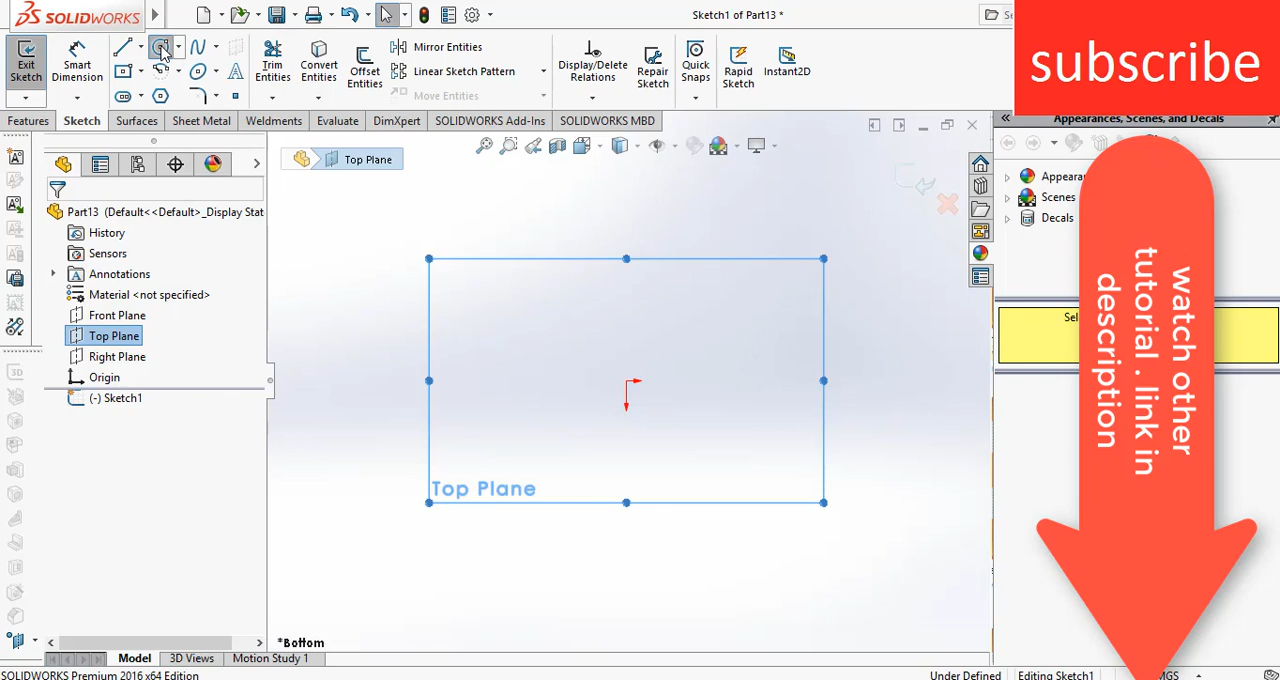 SOLIDWORKS
Sketch1 of Part13 *
Exit
Sketch
Smart
Dimension
Trim
Entities
Convert
Entities
Offset
Entities
Mirror Entities
Linear Sketch Pattern
Move Entities
Display/Delete
Relations
Repair
Sketch
Quick
Snaps
Rapid
Sketch
Instant2D
subscribe
Features
Sketch
Surfaces
Sheet Metal
Weldments
Evaluate
DimXpert
SOLIDWORKS Add-Ins
SOLIDWORKS MBD
Appearances, Scenes, and Decals
Top Plane
Part13 (Default<<Default>_Display Stat
History
Sensors
Annotations
Material <not specified>
Front Plane
Top Plane
Right Plane
Origin
(-) Sketch1
Top Plane
Scenes
Decals
watch other
tutorial . link in
description
*Bottom
Model
3D Views
Motion Study 1
SOLIDWORKS Premium 2016 x64 Edition
Under Defined
Editing Sketch1